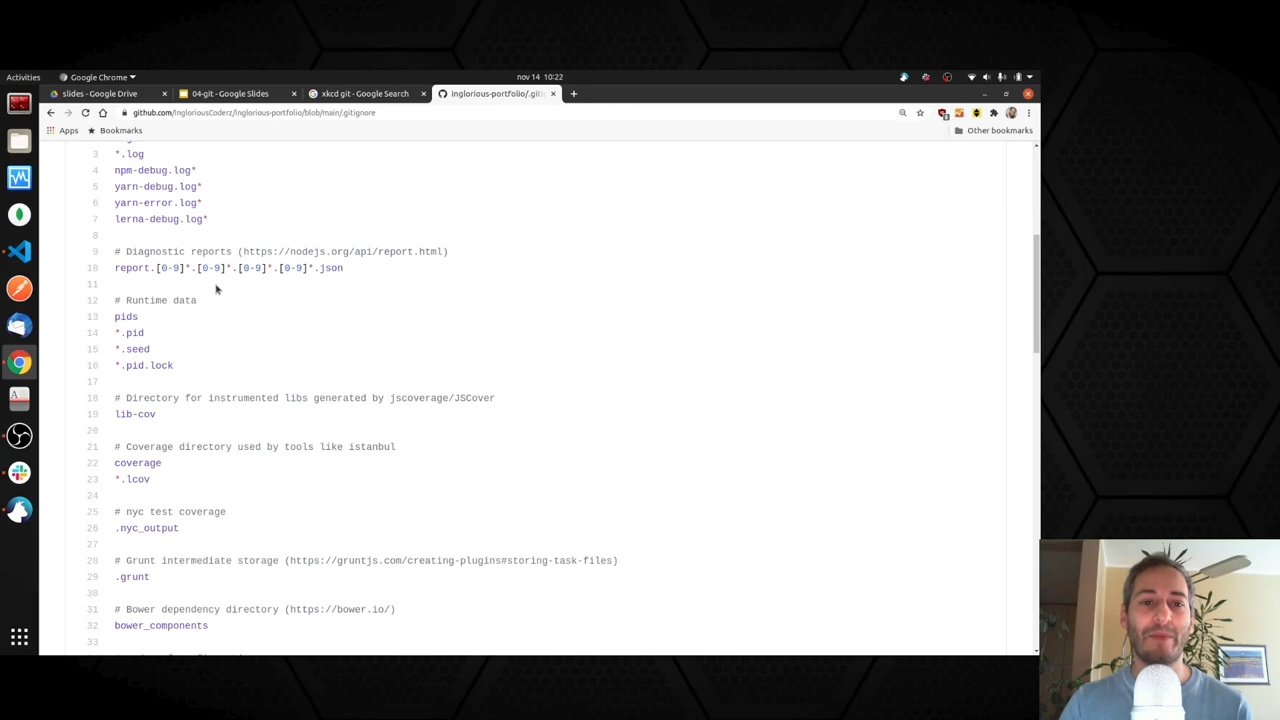 Activities
Google Chrome
nov 14 10:22
slides - Google Drive
04-git - Google Slides
xkcd git - Google Search
inglorious-portfolio/.giti
github.com/IngloriousCoderz/inglorious-portfolio/blob/main/.gitignore
Apps
Bookmarks
Other bookmarks
3 *.log
4 npm-debug.log*
5 yarn-debug.log*
6 yarn-error.log*
7 lerna-debug.log*
8
9 # Diagnostic reports (https://nodejs.org/api/report.html)
10 report.[0-9]*.[0-9]*.[0-9]*.[0-9]*.json
11
12 # Runtime data
13 pids
14 *.pid
15 *.seed
16 *.pid.lock
17
18 # Directory for instrumented libs generated by jscoverage/JSCover
19 lib-cov
20
21 # Coverage directory used by tools like istanbul
22 coverage
23 *.lcov
24
25 # nyc test coverage
26 .nyc_output
27
28 # Grunt intermediate storage (https://gruntjs.com/creating-plugins#storing-task-files)
29 .grunt
30
31 # Bower dependency directory (https://bower.io/)
32 bower_components
33